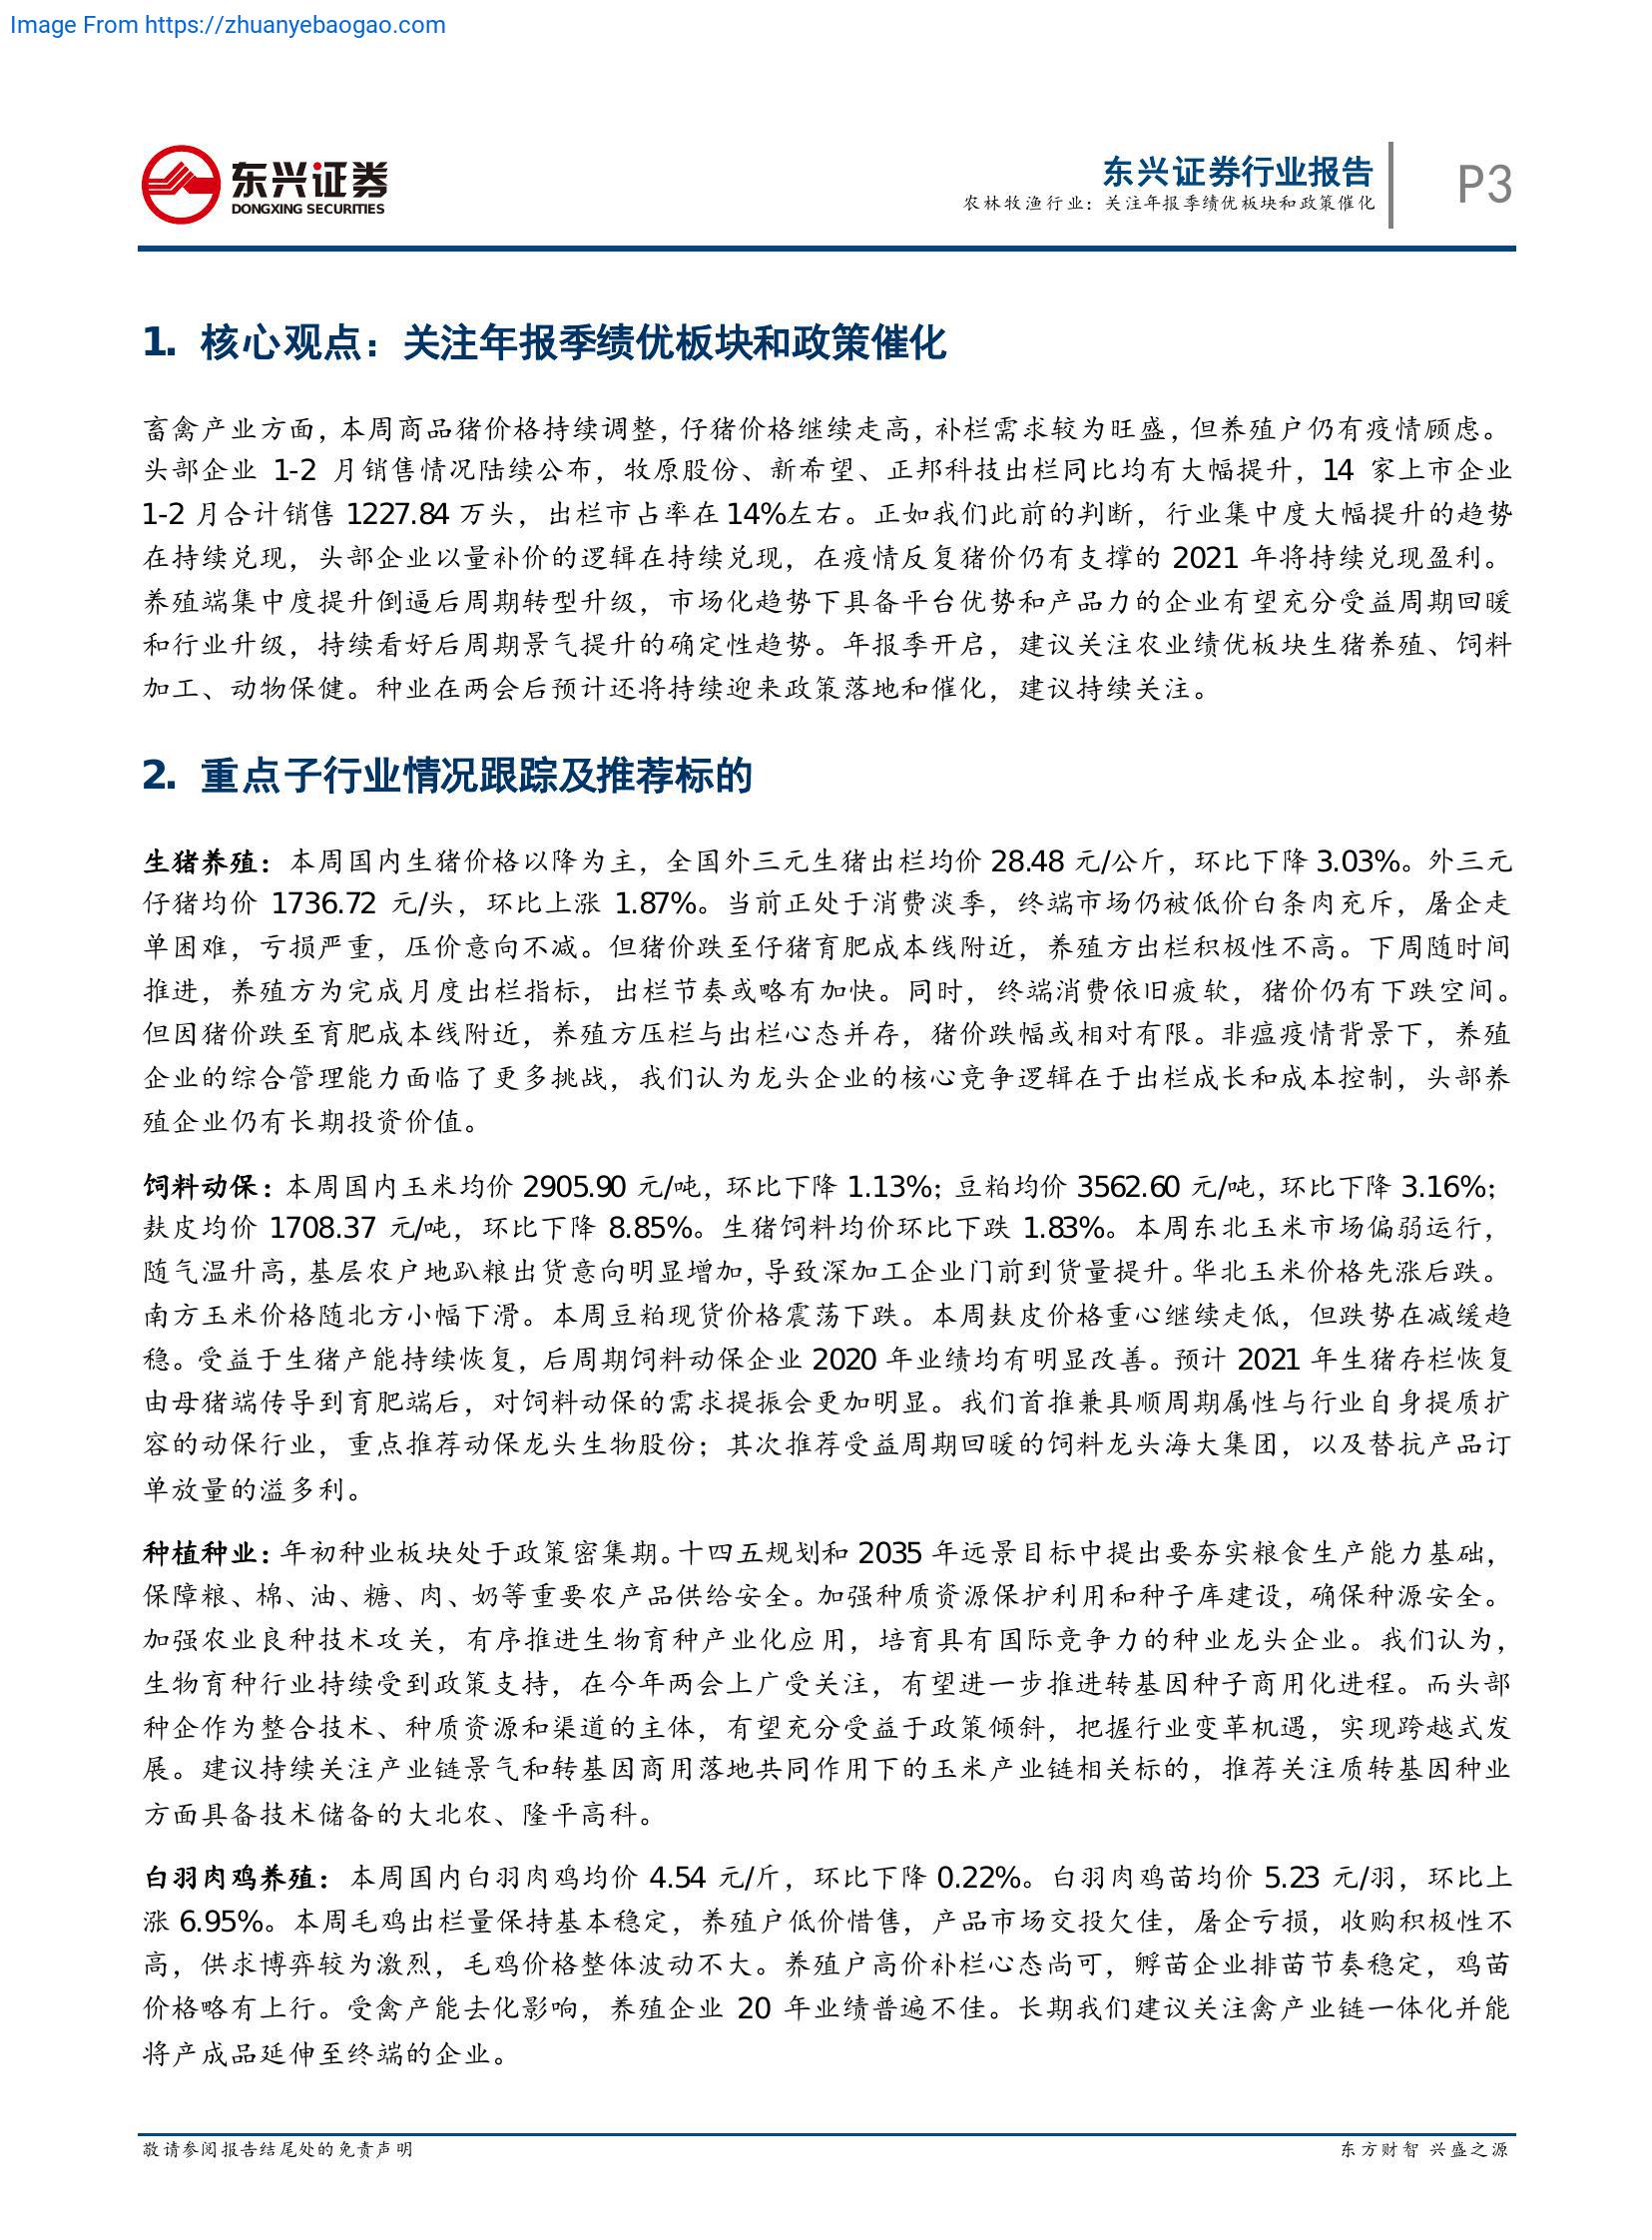 Image From https://zhuanyebaogao.com
东兴证券
DONGXING SECURITIES
东兴证券行业报告
农林牧渔行业：关注年报季绩优板块和政策催化
P3
1. 核心观点：关注年报季绩优板块和政策催化
畜禽产业方面，本周商品猪价格持续调整，仔猪价格继续走高，补栏需求较为旺盛，但养殖户仍有疫情顾虑。
头部企业 1-2 月销售情况陆续公布，牧原股份、新希望、正邦科技出栏同比均有大幅提升，14 家上市企业
1-2 月合计销售 1227.84 万头，出栏市占率在 14%左右。正如我们此前的判断，行业集中度大幅提升的趋势
在持续兑现，头部企业以量补价的逻辑在持续兑现，在疫情反复猪价仍有支撑的 2021 年将持续兑现盈利。
养殖端集中度提升倒逼后周期转型升级，市场化趋势下具备平台优势和产品力的企业有望充分受益周期回暖
和行业升级，持续看好后周期景气提升的确定性趋势。年报季开启，建议关注农业绩优板块生猪养殖、饲料
加工、动物保健。种业在两会后预计还将持续迎来政策落地和催化，建议持续关注。
2. 重点子行业情况跟踪及推荐标的
生猪养殖：本周国内生猪价格以降为主，全国外三元生猪出栏均价 28.48 元/公斤，环比下降 3.03%。外三元
仔猪均价 1736.72 元/头，环比上涨 1.87%。当前正处于消费淡季，终端市场仍被低价白条肉充斥，屠企走
单困难，亏损严重，压价意向不减。但猪价跌至仔猪育肥成本线附近，养殖方出栏积极性不高。下周随时间
推进，养殖方为完成月度出栏指标，出栏节奏或略有加快。同时，终端消费依旧疲软，猪价仍有下跌空间。
但因猪价跌至育肥成本线附近，养殖方压栏与出栏心态并存，猪价跌幅或相对有限。非瘟疫情背景下，养殖
企业的综合管理能力面临了更多挑战，我们认为龙头企业的核心竞争逻辑在于出栏成长和成本控制，头部养
殖企业仍有长期投资价值。
饲料动保：本周国内玉米均价 2905.90 元/吨，环比下降 1.13%；豆粕均价 3562.60 元/吨，环比下降 3.16%；
麸皮均价 1708.37 元/吨，环比下降 8.85%。生猪饲料均价环比下跌 1.83%。本周东北玉米市场偏弱运行，
随气温升高，基层农户地趴粮出货意向明显增加，导致深加工企业门前到货量提升。华北玉米价格先涨后跌。
南方玉米价格随北方小幅下滑。本周豆粕现货价格震荡下跌。本周麸皮价格重心继续走低，但跌势在减缓趋
稳。受益于生猪产能持续恢复，后周期饲料动保企业 2020 年业绩均有明显改善。预计 2021 年生猪存栏恢复
由母猪端传导到育肥端后，对饲料动保的需求提振会更加明显。我们首推兼具顺周期属性与行业自身提质扩
容的动保行业，重点推荐动保龙头生物股份；其次推荐受益周期回暖的饲料龙头海大集团，以及替抗产品订
单放量的溢多利。
种植种业：年初种业板块处于政策密集期。十四五规划和 2035 年远景目标中提出要夯实粮食生产能力基础，
保障粮、棉、油、糖、肉、奶等重要农产品供给安全。加强种质资源保护利用和种子库建设，确保种源安全。
加强农业良种技术攻关，有序推进生物育种产业化应用，培育具有国际竞争力的种业龙头企业。我们认为，
生物育种行业持续受到政策支持，在今年两会上广受关注，有望进一步推进转基因种子商用化进程。而头部
种企作为整合技术、种质资源和渠道的主体，有望充分受益于政策倾斜，把握行业变革机遇，实现跨越式发
展。建议持续关注产业链景气和转基因商用落地共同作用下的玉米产业链相关标的，推荐关注质转基因种业
方面具备技术储备的大北农、隆平高科。
白羽肉鸡养殖：本周国内白羽肉鸡均价 4.54 元/斤，环比下降 0.22%。白羽肉鸡苗均价 5.23 元/羽，环比上
涨 6.95%。本周毛鸡出栏量保持基本稳定，养殖户低价惜售，产品市场交投欠佳，屠企亏损，收购积极性不
高，供求博弈较为激烈，毛鸡价格整体波动不大。养殖户高价补栏心态尚可，孵苗企业排苗节奏稳定，鸡苗
价格略有上行。受禽产能去化影响，养殖企业 20 年业绩普遍不佳。长期我们建议关注禽产业链一体化并能
将产成品延伸至终端的企业。
敬请参阅报告结尾处的免责声明
东方财智 兴盛之源